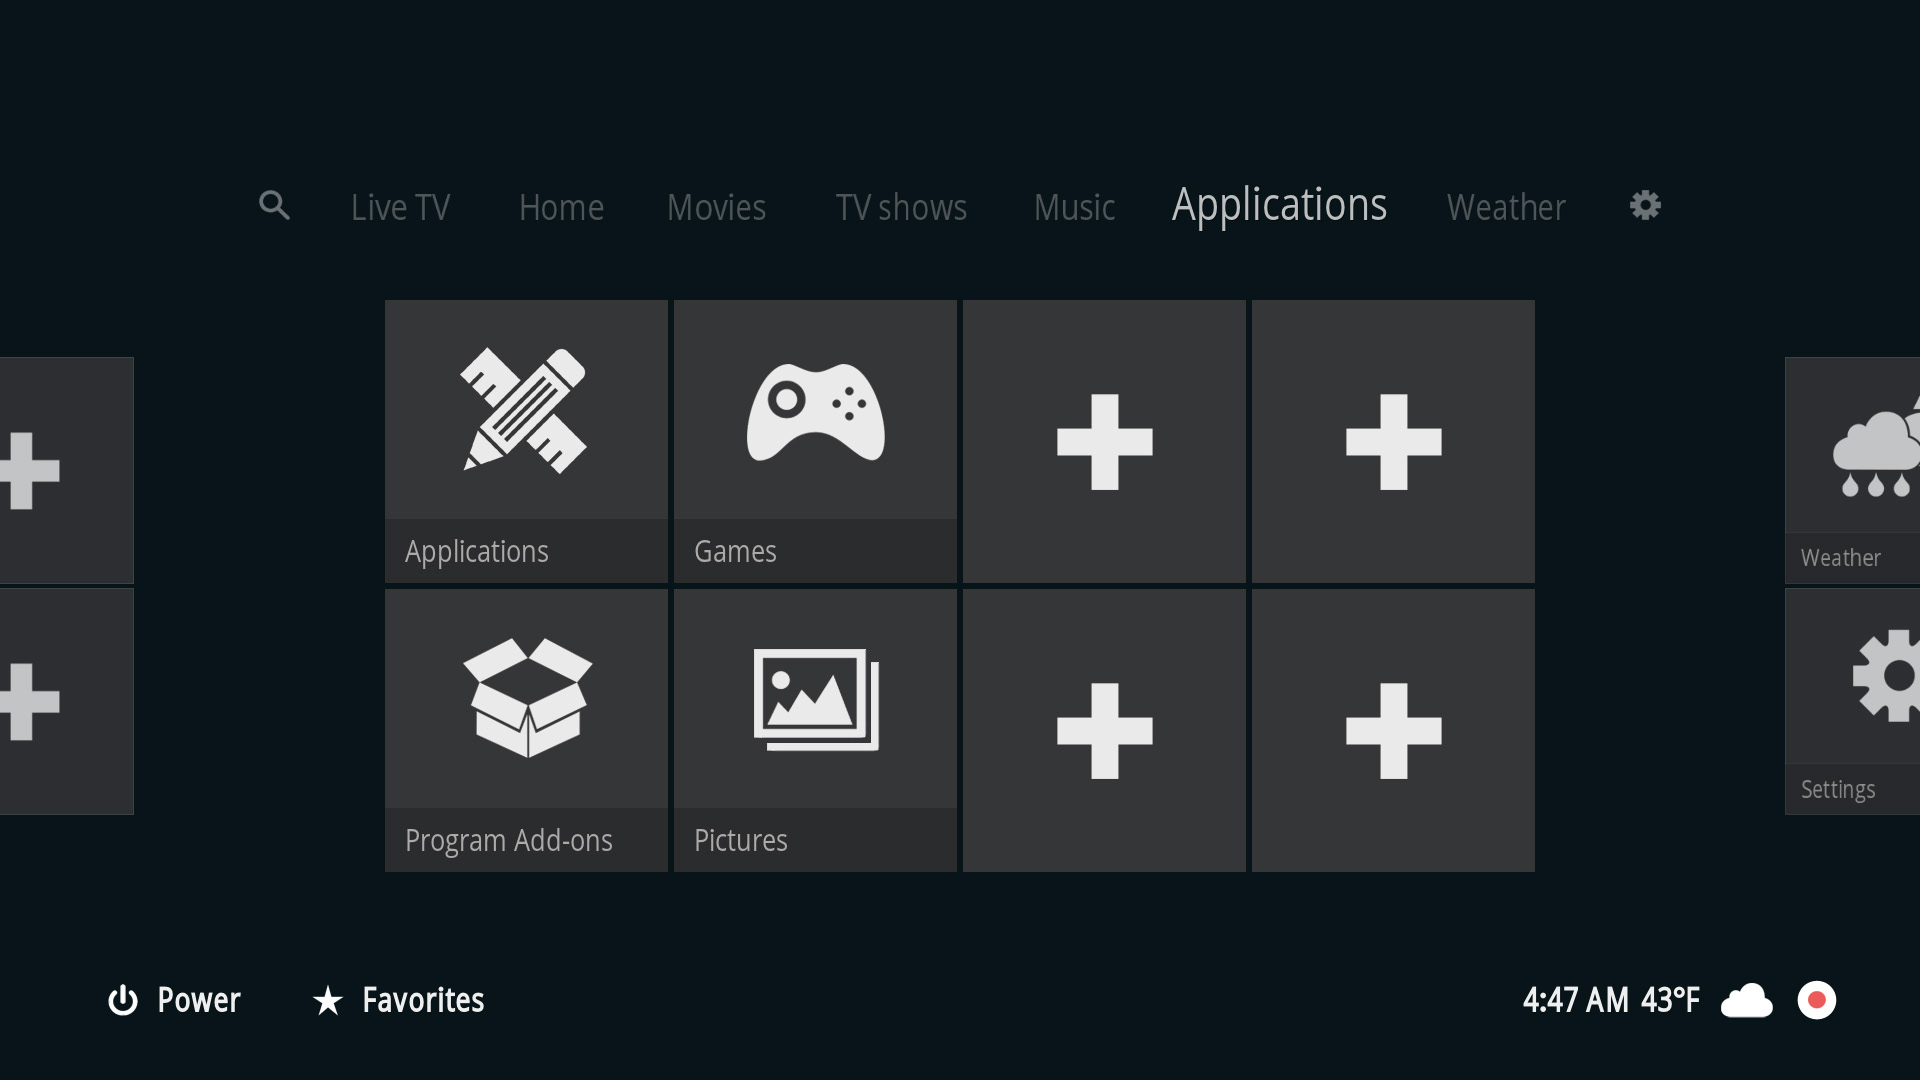 Live TV Home Movies TV shows Music Applications Weather
Applications Games
Weather
Settings
Program Add-ons Pictures
Power Favorites 4:47 AM 43°F